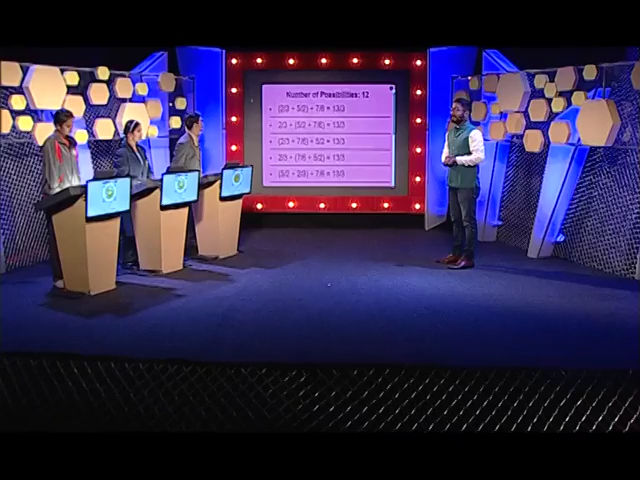 Number of Possibilities: 12
(2/3 + 5/2) + 7/6 = 13/3
2/3 + (5/2 + 7/6) = 13/3
(2/3 + 7/6) + 5/2 = 13/3
2/3 + (7/6 + 5/2) = 13/3
(5/2 + 2/3) + 7/6 = 13/3